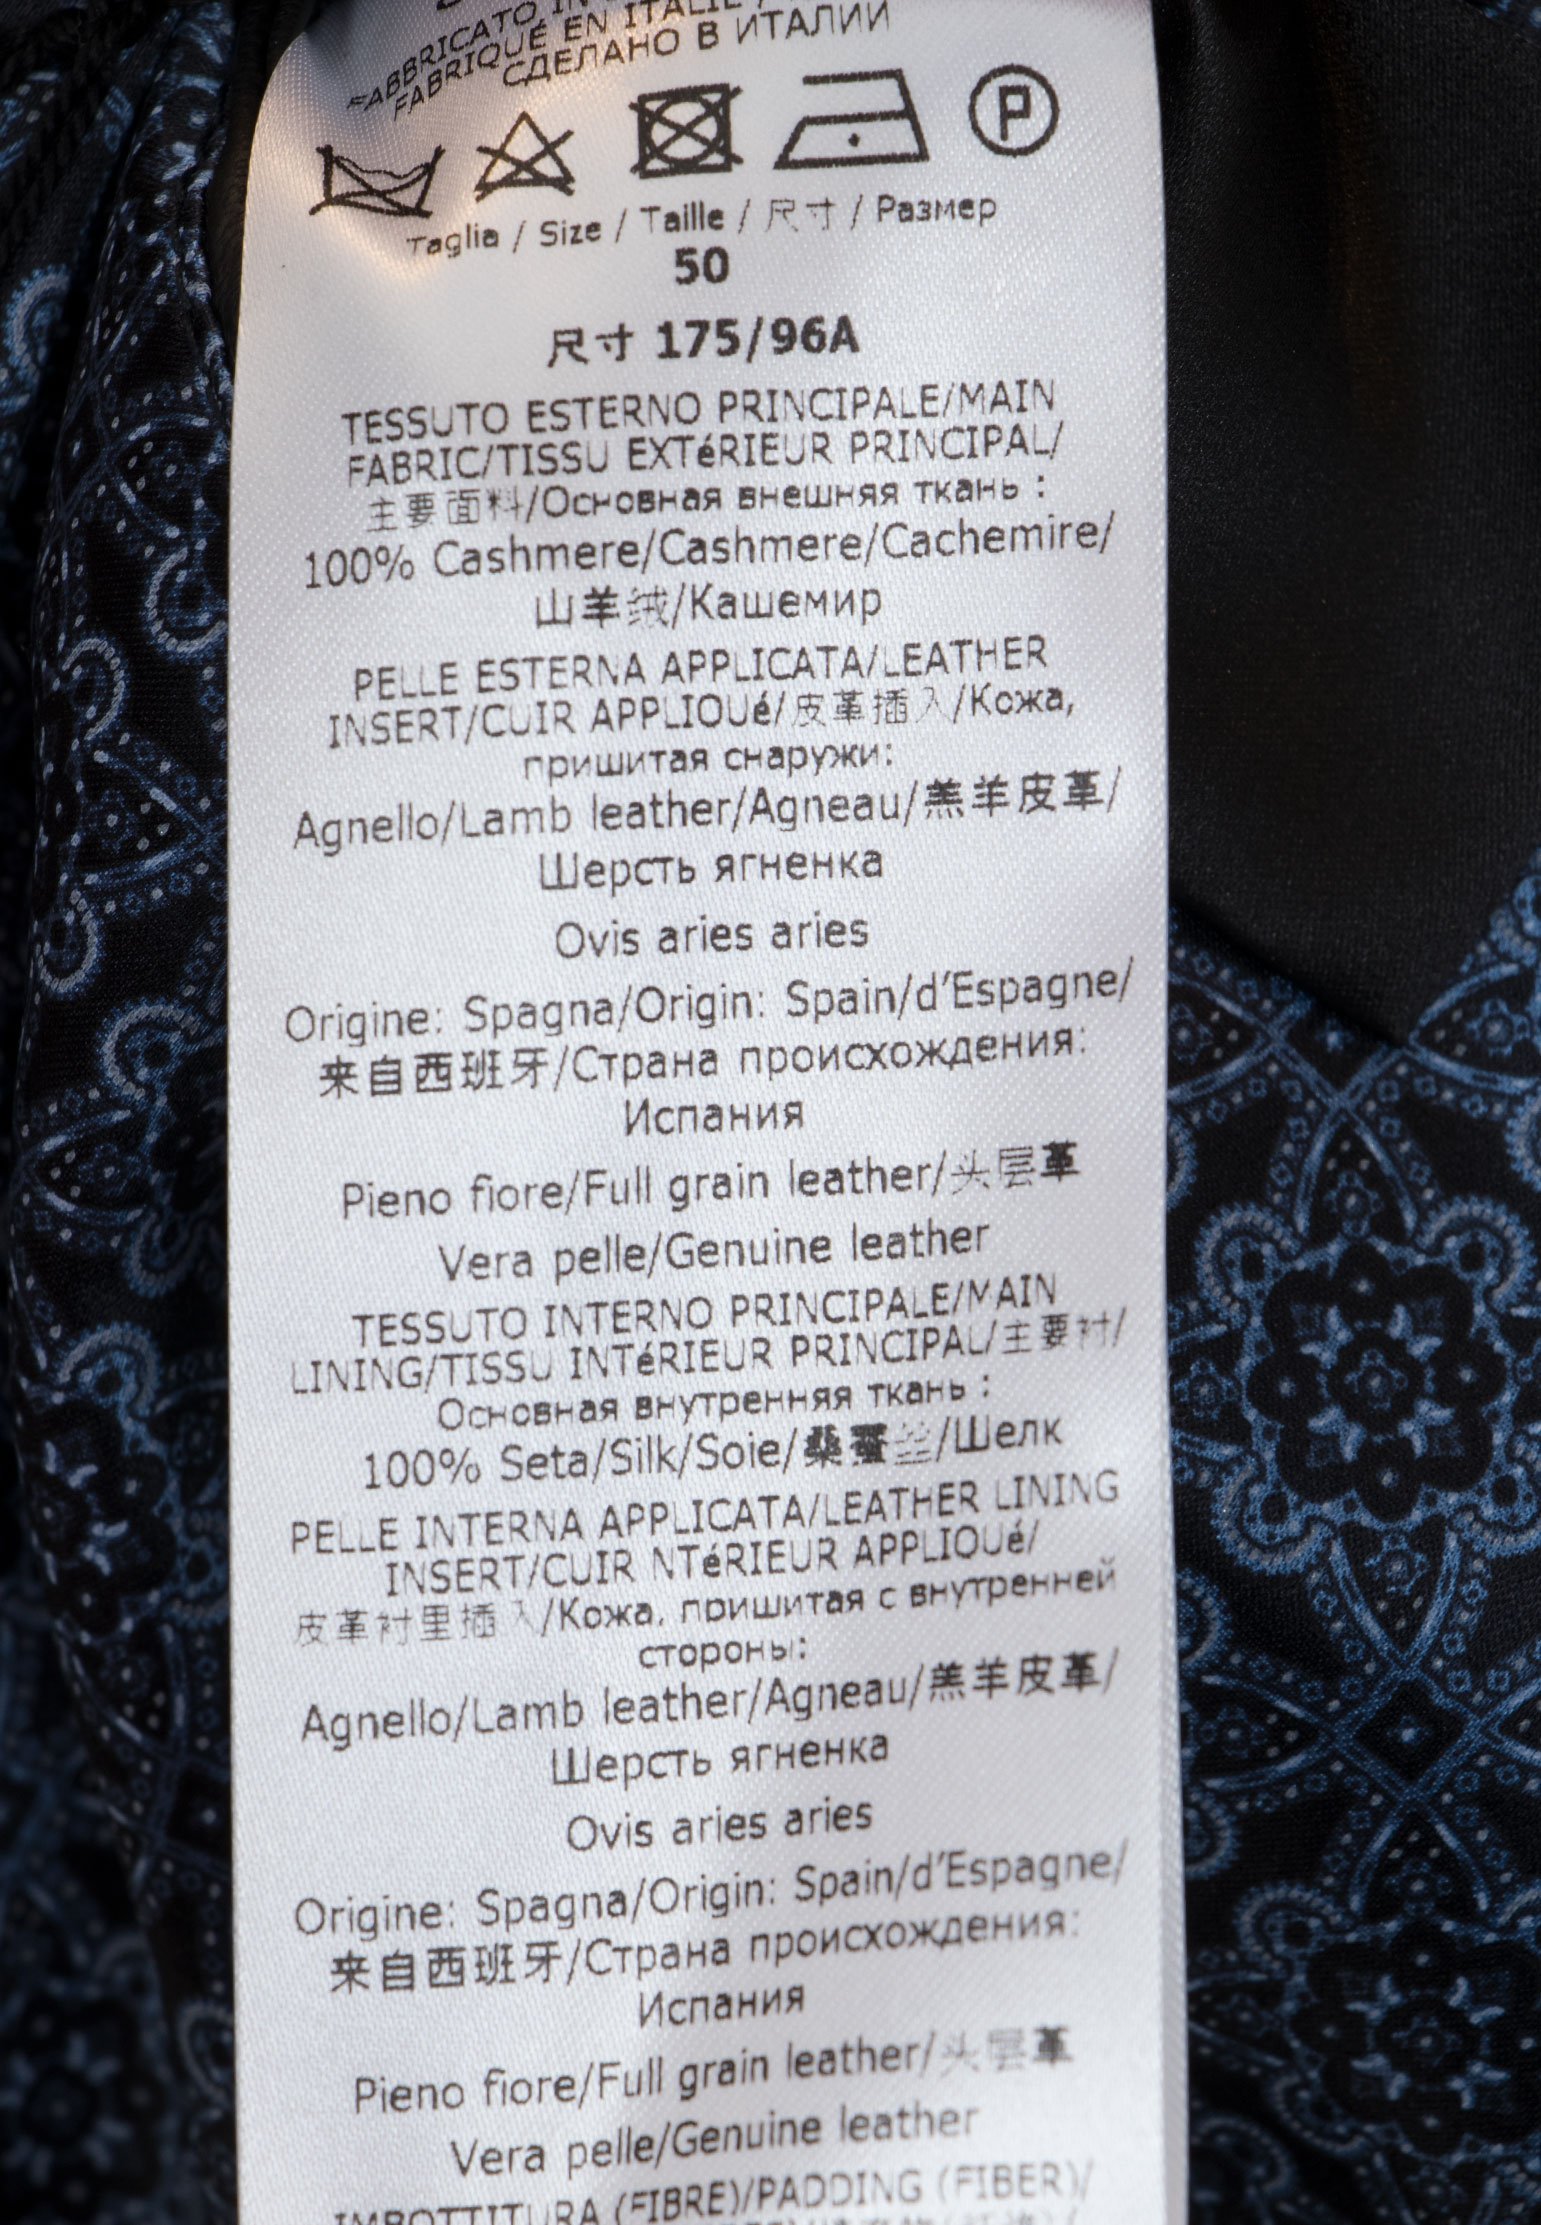 FABBRICATO IN
FABRIQUÉ EN ITALIE /
СДЕЛАНО В ИТАЛИИ
P
Taglia / Size / Taille / 尺寸 / Размер
50
尺寸 175/96A
TESSUTO ESTERNO PRINCIPALE/MAIN
FABRIC/TISSU EXTéRIEUR PRINCIPAL/
主要面料/Основная внешняя ткань :
100% Cashmere/Cashmere/Cachemire/
山羊绒/Кашемир
PELLE ESTERNA APPLICATA/LEATHER
INSERT/CUIR APPLIQUé/皮革插入/Кожа,
пришитая снаружи:
Agnello/Lamb leather/Agneau/羔羊皮革/
Шерсть ягненка
Ovis aries aries
Origine: Spagna/Origin: Spain/d'Espagne/
来自西班牙/Страна происхождения:
Испания
Pieno fiore/Full grain leather/头层革
Vera pelle/Genuine leather
TESSUTO INTERNO PRINCIPALE/MAIN
LINING/TISSU INTéRIEUR PRINCIPAL/主要衬/
Основная внутренняя ткань :
100% Seta/Silk/Soie/桑蚕丝/Шелк
PELLE INTERNA APPLICATA/LEATHER LINING
INSERT/CUIR NTéRIEUR APPLIQUé/
皮革衬里插入/Кожа, пришитая с внутренней
стороны:
Agnello/Lamb leather/Agneau/羔羊皮革/
Шерсть ягненка
Ovis aries aries
Origine: Spagna/Origin: Spain/d'Espagne/
来自西班牙/Страна происхождения:
Испания
Pieno fiore/Full grain leather/头层革
Vera pelle/Genuine leather
IMBOTTITURA (FIBRE)/PADDING (FIBER)/